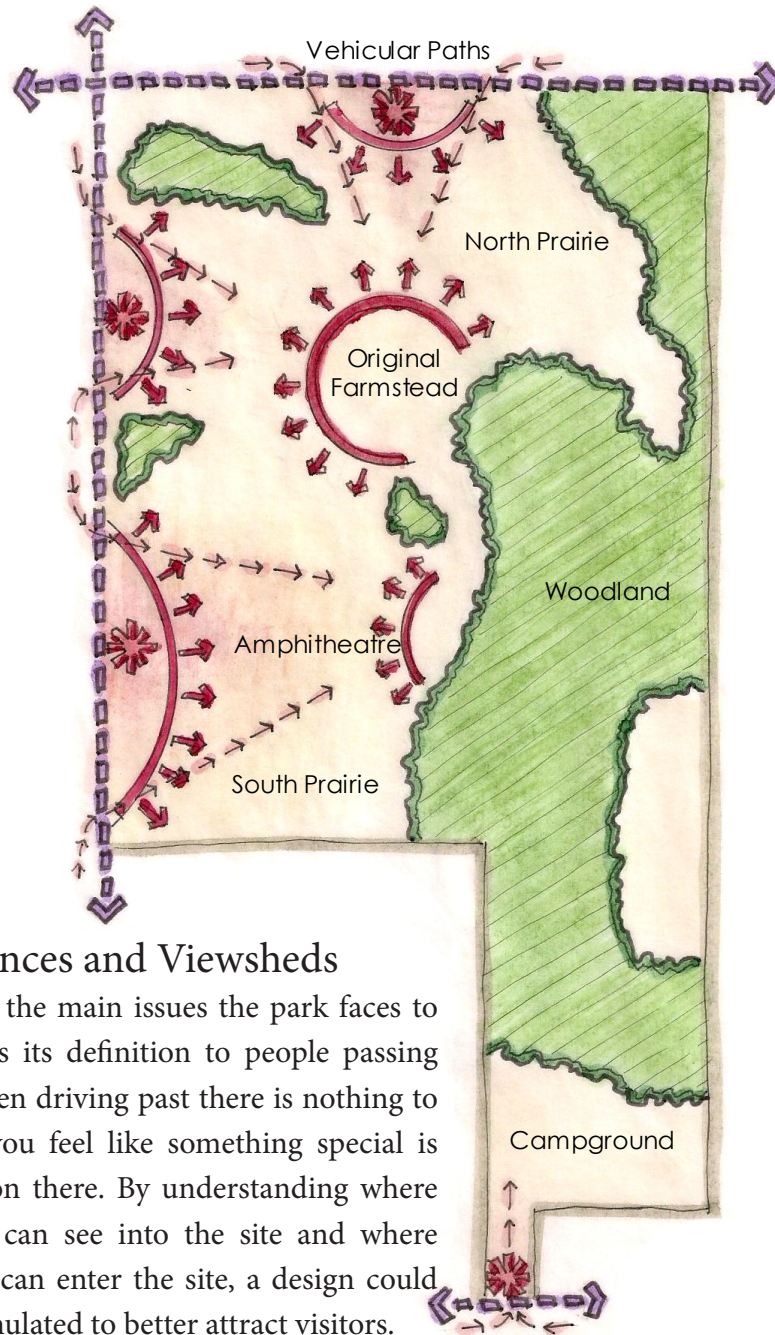 Vehicular Paths
North Prairie
Original
Farmstead
Woodland
Amphitheatre
South Prairie
nces and Viewsheds
the main issues the park faces to
s its definition to people passing
en driving past there is nothing to
you feel like something special is
on there. By understanding where
can see into the site and where
can enter the site, a design could
nulated to better attract visitors.
Campground